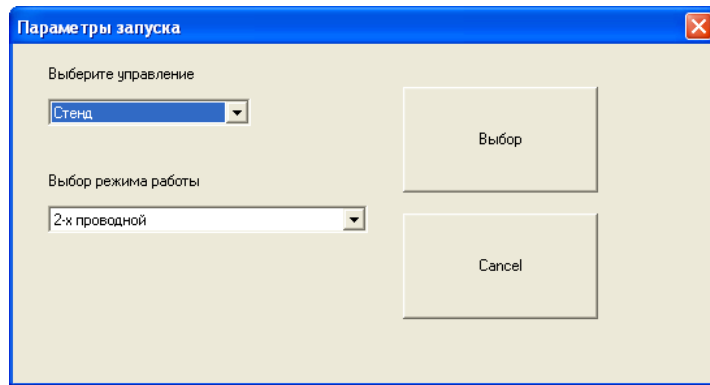 Параметры запуска
Выберите управление
Стенд
Выбор
Выбор режима работы
2-х проводной
Cancel